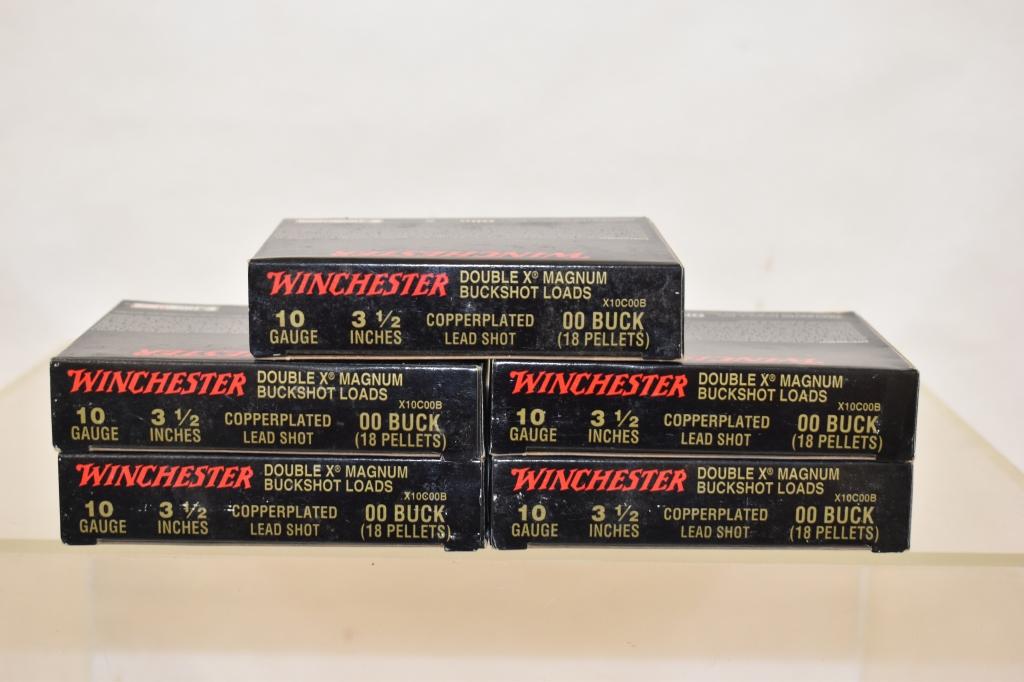 WINCHESTER
WINCHESTER DOUBLE X® MAGNUM
BUCKSHOT LOADS
X10C00B
10 3 ½ COPPERPLATED 00 BUCK
GAUGE INCHES LEAD SHOT (18 PELLETS)
WINCHESTER DOUBLE X® MAGNUM
BUCKSHOT LOADS
X10C00B
10 3 ½ COPPERPLATED 00 BUCK
GAUGE INCHES LEAD SHOT (18 PELLETS)
WINCHESTER DOUBLE X® MAGNUM
BUCKSHOT LOADS
X10C00B
10 3 ½ COPPERPLATED 00 BUCK
GAUGE INCHES LEAD SHOT (18 PELLETS)
WINCHESTER DOUBLE X® MAGNUM
BUCKSHOT LOADS
X10C00B
10 3 ½ COPPERPLATED 00 BUCK
GAUGE INCHES LEAD SHOT (18 PELLETS)
WINCHESTER DOUBLE X® MAGNUM
BUCKSHOT LOADS
X10C00B
10 3 ½ COPPERPLATED 00 BUCK
GAUGE INCHES LEAD SHOT (18 PELLETS)